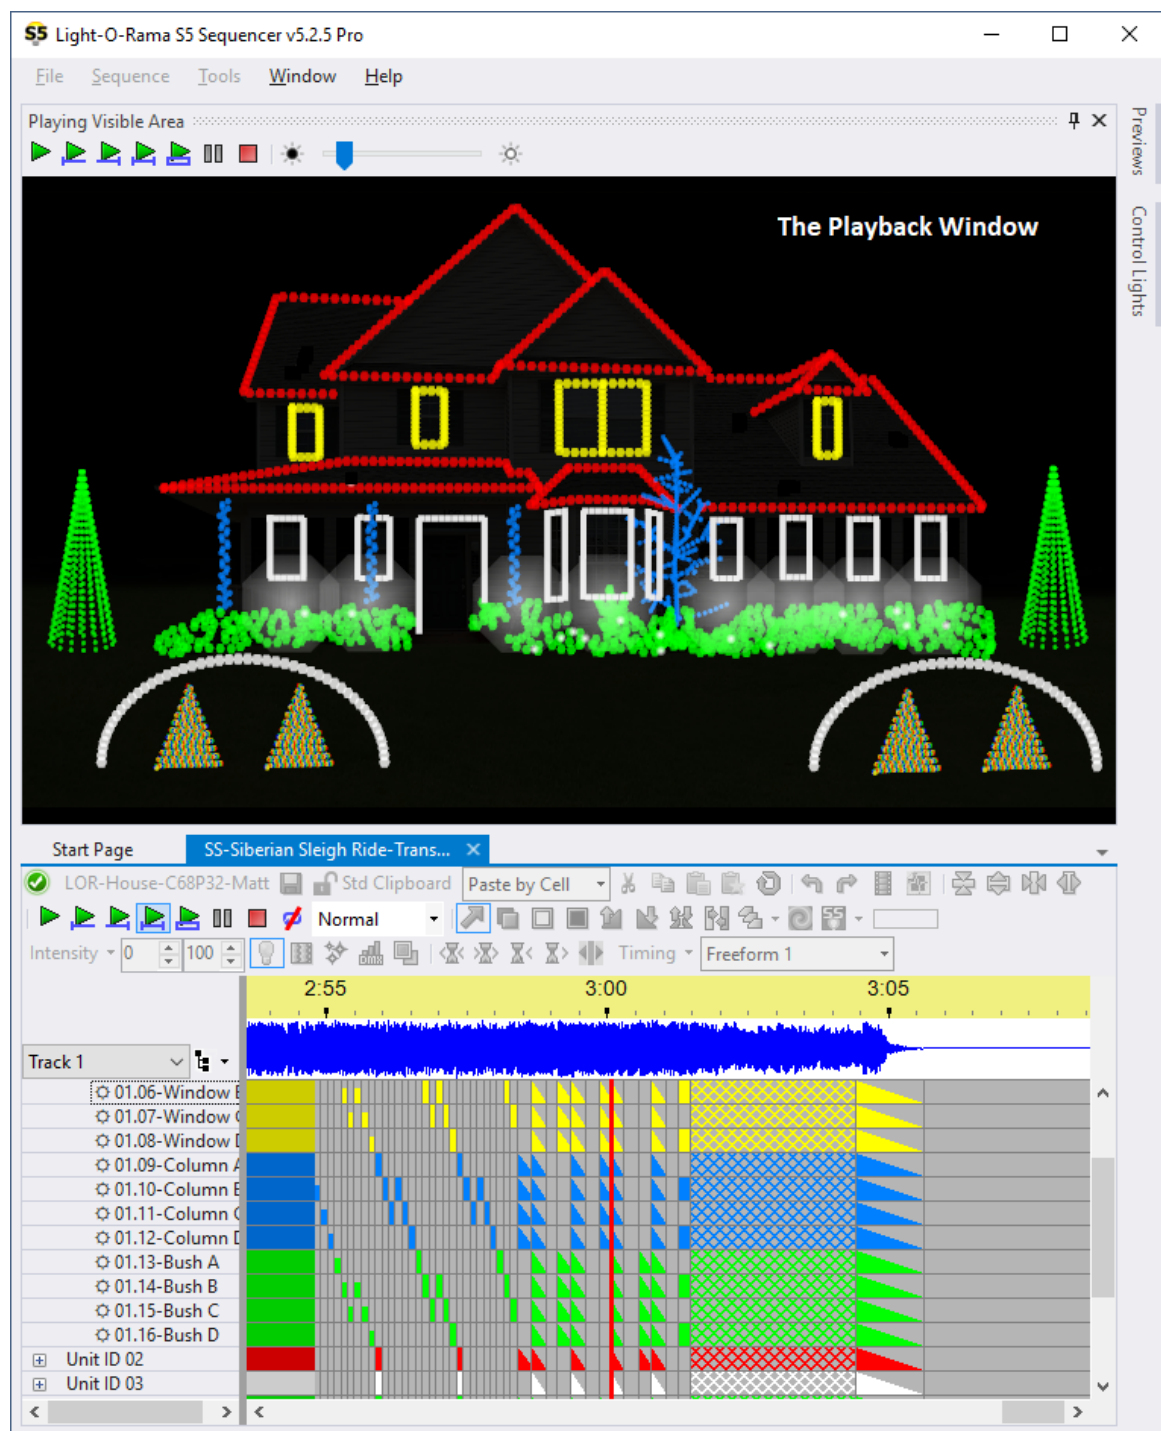 S5 Light-O-Rama S5 Sequencer v5.2.5 Pro
File Sequence Tools Window Help
Playing Visible Area
Previews
Control Lights
The Playback Window
Start Page SS-Siberian Sleigh Ride-Trans...
LOR-House-C68P32-Matt Std Clipboard Paste by Cell
Normal
Intensity 0 100 Timing Freeform 1
2:55 3:00 3:05
Track 1
01.06-Window
01.07-Window
01.08-Window
01.09-Column
01.10-Column
01.11-Column
01.12-Column
01.13-Bush A
01.14-Bush B
01.15-Bush C
01.16-Bush D
Unit ID 02
Unit ID 03